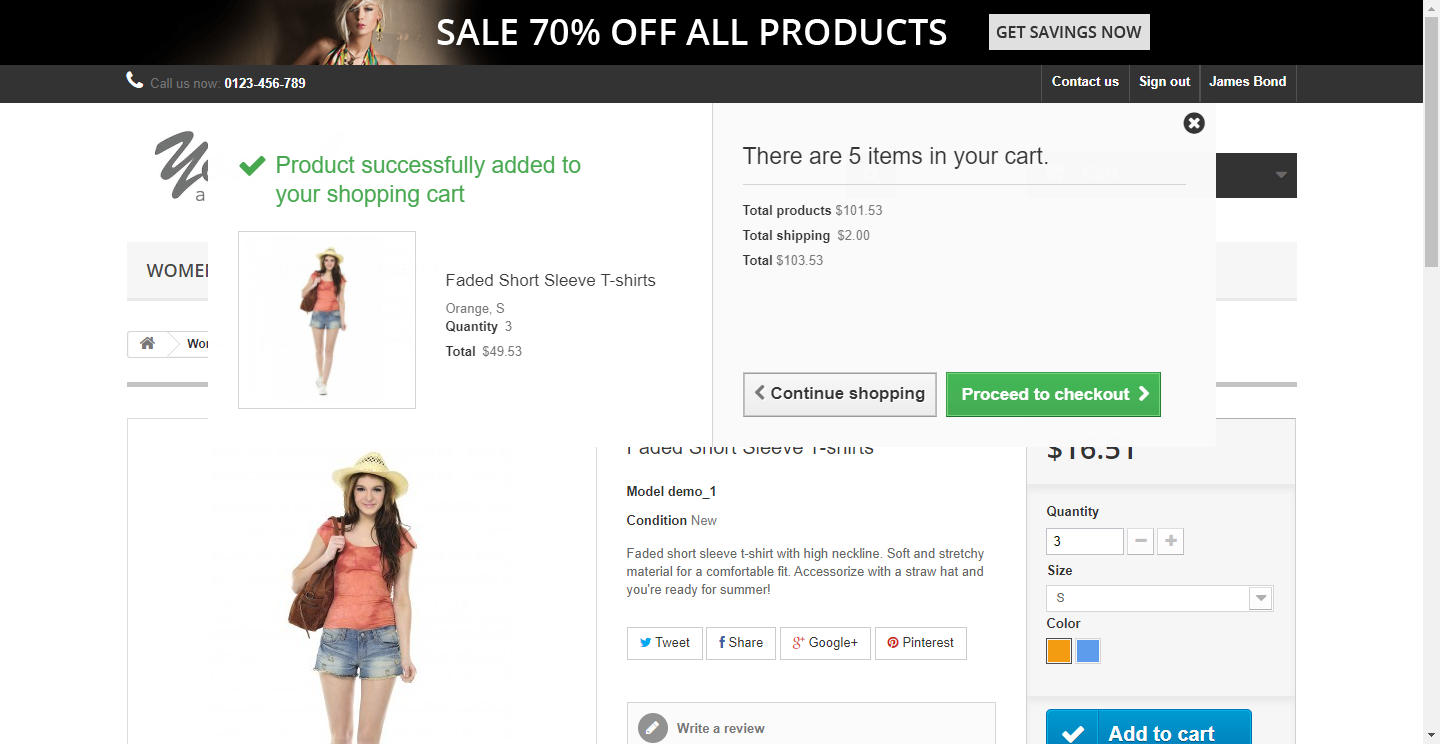 SALE 70% OFF ALL PRODUCTS
GET SAVINGS NOW
Call us now: 0123-456-789
Contact us
Sign out
James Bond
Product successfully added to
your shopping cart
Faded Short Sleeve T-shirts
Orange, S
Quantity 3
Total $49.53
There are 5 items in your cart.
Total products $101.53
Total shipping $2.00
Total $103.53
Continue shopping
Proceed to checkout
Faded Short Sleeve T-shirts
Model demo_1
Condition New
Faded short sleeve t-shirt with high neckline. Soft and stretchy
material for a comfortable fit. Accessorize with a straw hat and
you're ready for summer!
Tweet
Share
Google+
Pinterest
Write a review
$16.51
Quantity
3
Size
S
Color
Add to cart